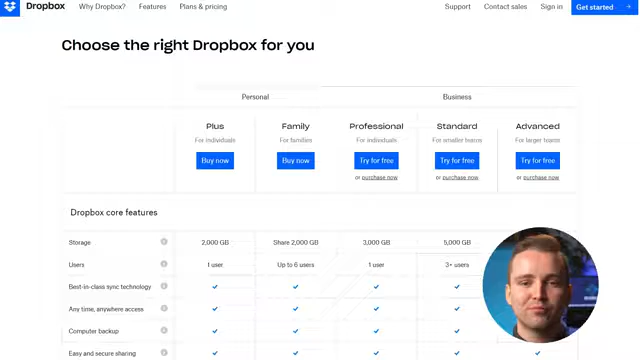 Dropbox Why Dropbox? Features Plans & pricing Support Contact sales Sign in Get started
Choose the right Dropbox for you
Personal Business
Plus Family Professional Standard Advanced
For individuals For families For individuals For smaller teams For larger teams
Buy now Buy now Try for free Try for free Try for free
or purchase now or purchase now or purchase now
Dropbox core features
Storage 2,000 GB Share 2,000 GB 3,000 GB 5,000 GB
Users 1 user Up to 6 users 1 user 3+ users
Best-in-class sync technology
Any time, anywhere access
Computer backup
Easy and secure sharing